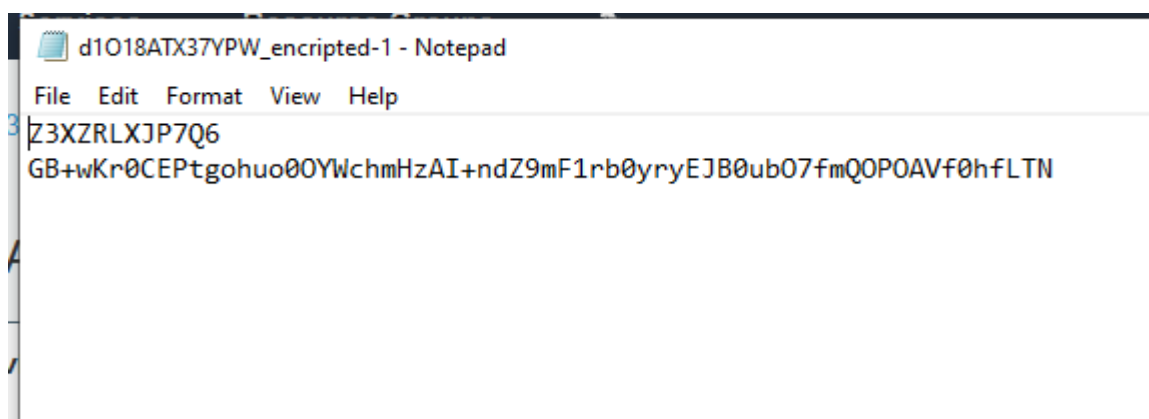 d1O18ATX37YPW_encripted-1 - Notepad
File Edit Format View Help
Z3XZRLXJP7Q6
GB+wKr0CEPtgohuo0OYWchmHzAI+ndZ9mF1rb0yryEJB0ubO7fmQOPOAVf0hfLTN